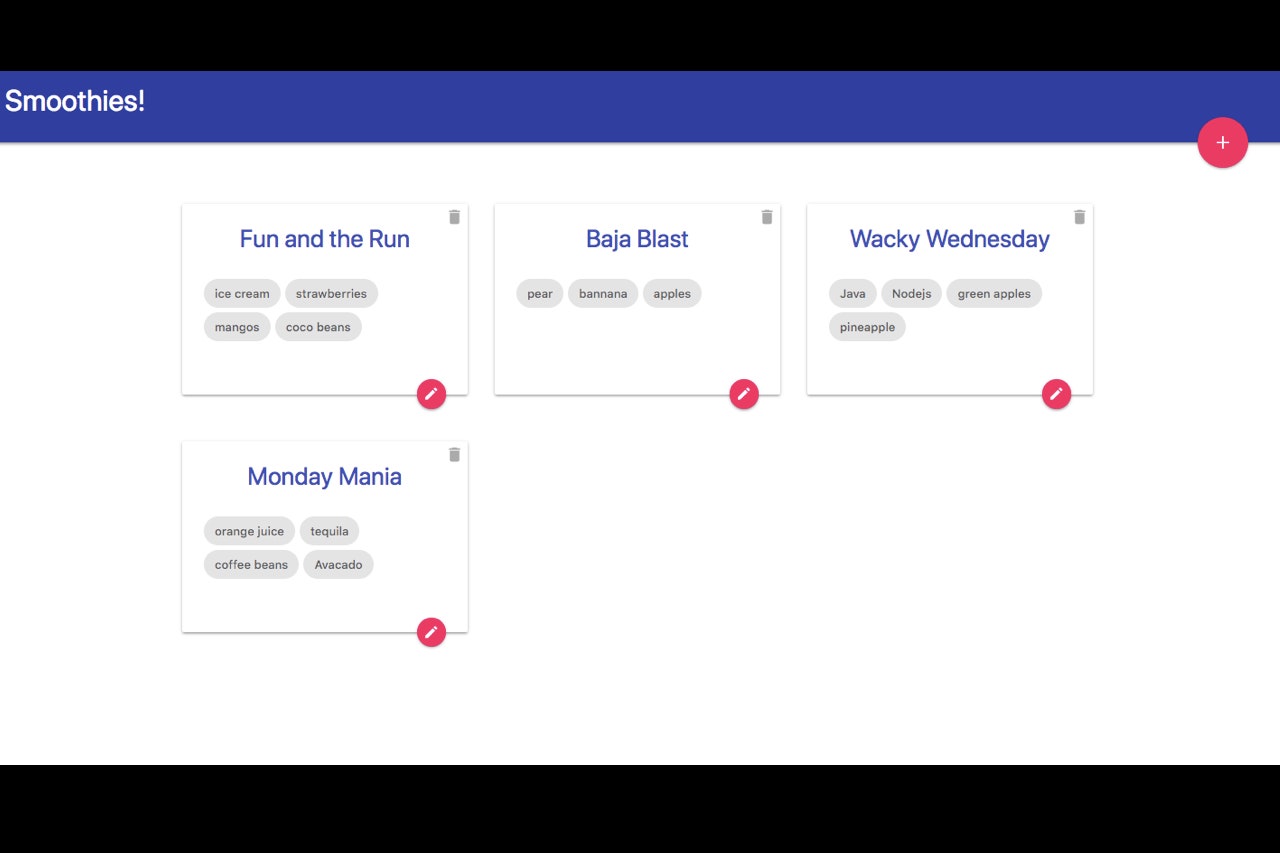 Smoothies!
+
Fun and the Run
ice cream strawberries
mangos coco beans
Baja Blast
pear bannana apples
Wacky Wednesday
Java Nodejs green apples
pineapple
Monday Mania
orange juice tequila
coffee beans Avacado